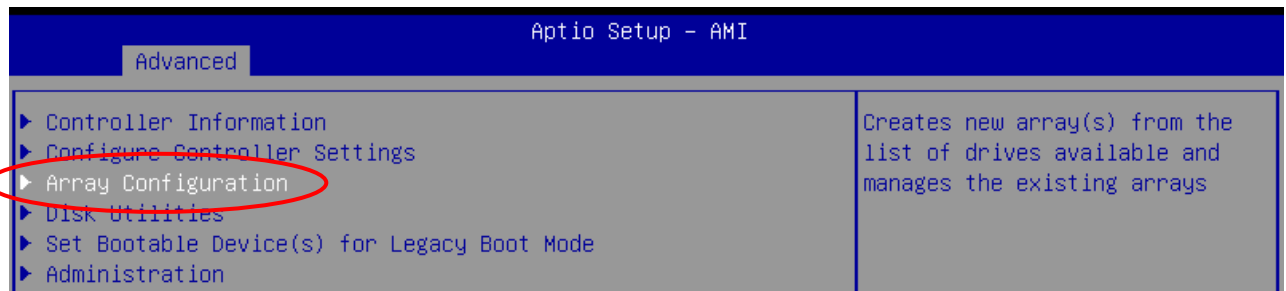 Aptio Setup – AMI
Advanced
▶ Controller Information
▶ Configure Controller Settings
▶ Array Configuration
▶ Disk Utilities
▶ Set Bootable Device(s) for Legacy Boot Mode
▶ Administration
Creates new array(s) from the
list of drives available and
manages the existing arrays